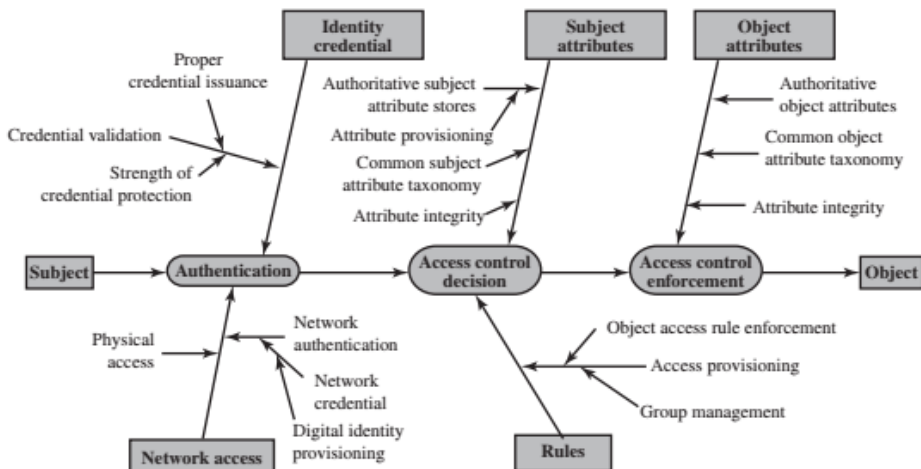 Identity
credential
Subject
attributes
Object
attributes
Proper
credential issuance
Credential validation
Strength of
credential protection
Authoritative subject
attribute stores
Attribute provisioning
Common subject
attribute taxonomy
Attribute integrity
Authoritative
object attributes
Common object
attribute taxonomy
Attribute integrity
Subject
Authentication
Access control
decision
Access control
enforcement
Object
Physical
access
Network
authentication
Network
credential
Digital identity
provisioning
Object access rule enforcement
Access provisioning
Group management
Network access
Rules